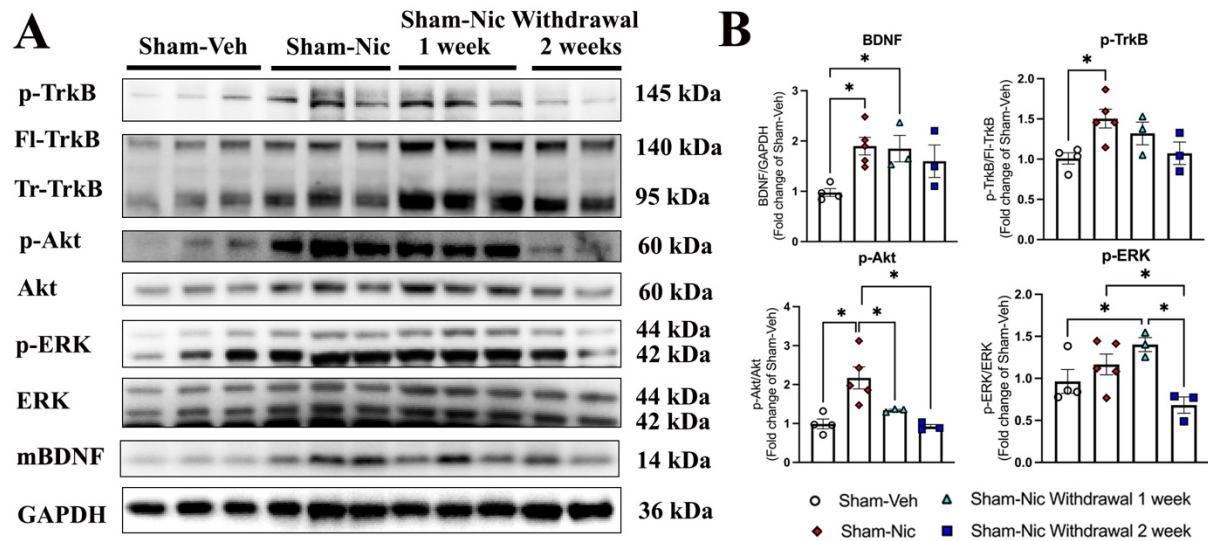 A
Sham-Nic Withdrawal
Sham-Veh Sham-Nic 1 week 2 weeks
p-TrkB 145 kDa
Fl-TrkB 140 kDa
Tr-TrkB 95 kDa
p-Akt 60 kDa
Akt 60 kDa
p-ERK 44 kDa
42 kDa
ERK 44 kDa
42 kDa
mBDNF 14 kDa
GAPDH 36 kDa
B
BDNF
BDNF/GAPDH
(Fold change of Sham-Veh)
3
2
1
0
*
*
p-TrkB
p-TrkB/Fl-TrkB
(Fold change of Sham-Veh)
2.0
1.5
1.0
0.5
0.0
*
p-Akt
p-Akt/Akt
(Fold change of Sham-Veh)
4
3
2
1
0
*
*
*
p-ERK
p-ERK/ERK
(Fold change of Sham-Veh)
2.0
1.5
1.0
0.5
0.0
*
*
*
Sham-Veh
Sham-Nic Withdrawal 1 week
Sham-Nic
Sham-Nic Withdrawal 2 week